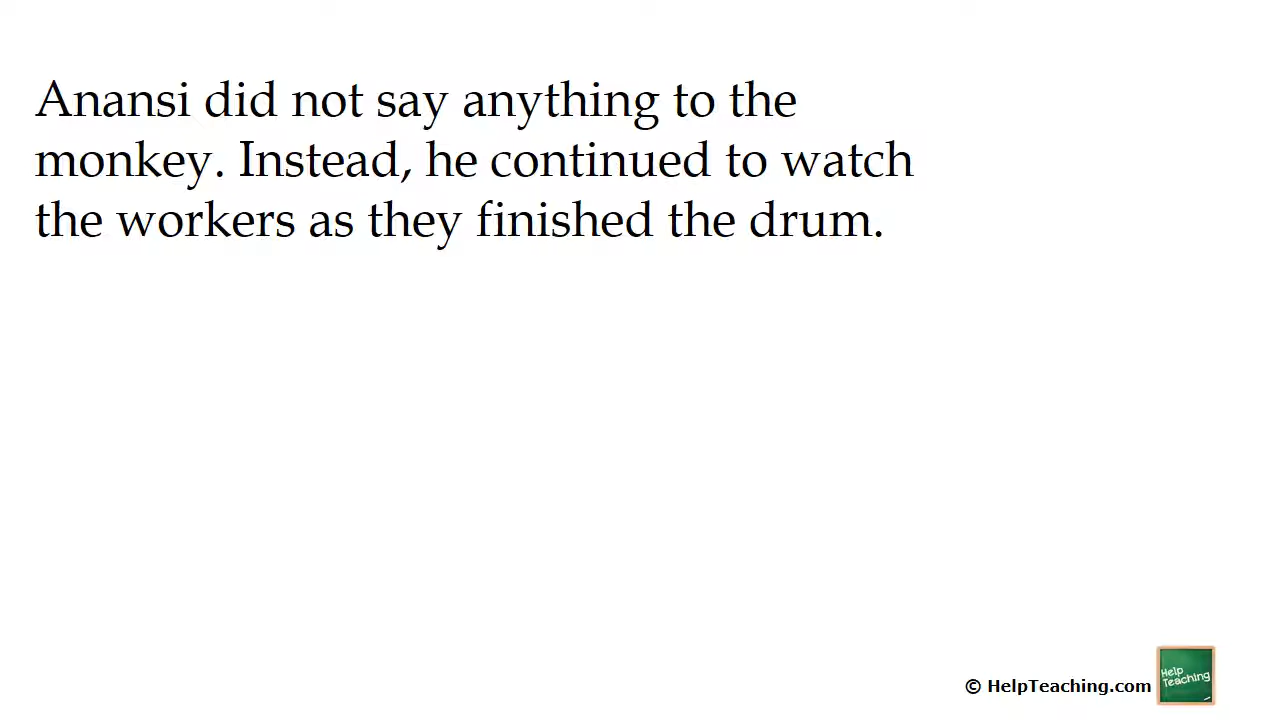 Anansi did not say anything to the
monkey. Instead, he continued to watch
the workers as they finished the drum.
© HelpTeaching.com
Help
Teaching